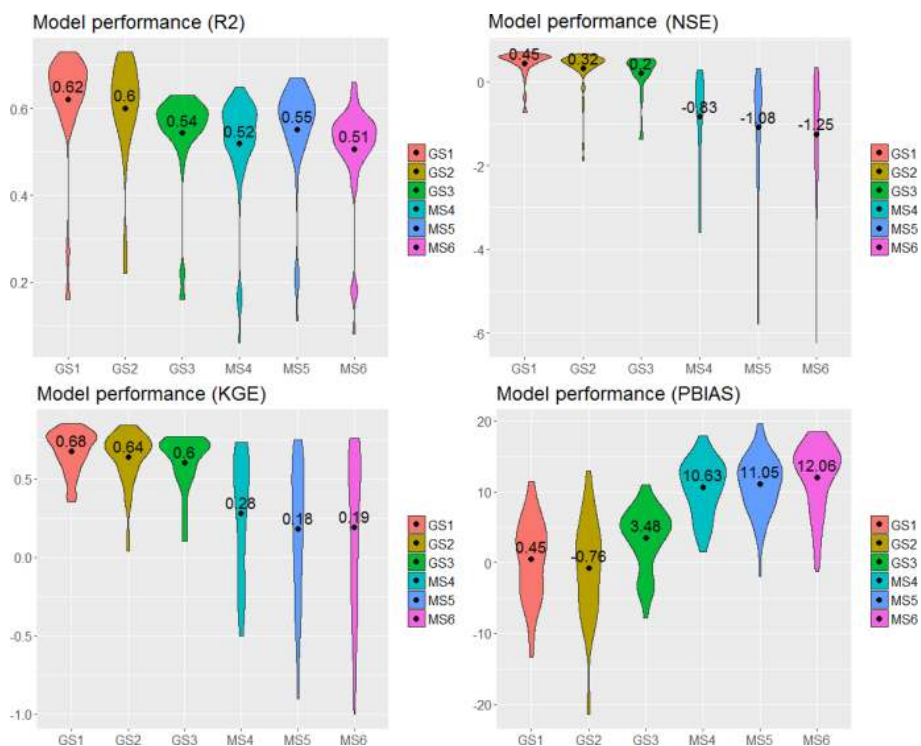 Model performance (R2)
0.62
0.6
0.54
0.52
0.55
0.51
0.6
0.4
0.2
GS1 GS2 GS3 MS4 MS5 MS6
GS1
GS2
GS3
MS4
MS5
MS6
Model performance (NSE)
0.45
0.32
0.2
-0.83
-1.08
-1.25
0
-2
-4
-6
GS1 GS2 GS3 MS4 MS5 MS6
GS1
GS2
GS3
MS4
MS5
MS6
Model performance (KGE)
0.68
0.64
0.6
0.28
0.18
0.19
0.5
0.0
-0.5
-1.0
GS1 GS2 GS3 MS4 MS5 MS6
GS1
GS2
GS3
MS4
MS5
MS6
Model performance (PBIAS)
0.45
-0.76
3.48
10.63
11.05
12.06
20
10
0
-10
-20
GS1 GS2 GS3 MS4 MS5 MS6
GS1
GS2
GS3
MS4
MS5
MS6